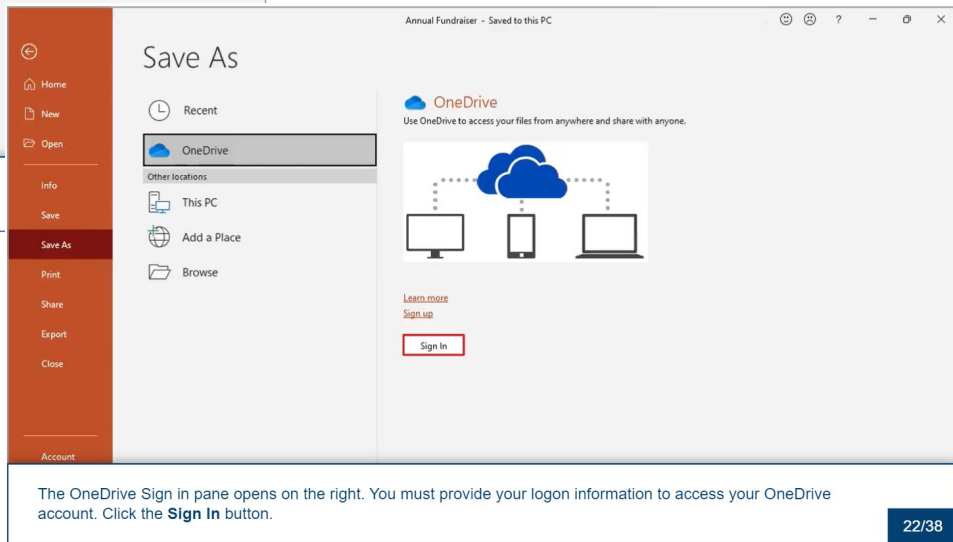 Annual Fundraiser - Saved to this PC
?
Save As
Home
New
Open
Info
Save
Save As
Print
Share
Export
Close
Account
Recent
OneDrive
Other locations
This PC
Add a Place
Browse
OneDrive
Use OneDrive to access your files from anywhere and share with anyone.
Learn more
Sign up
Sign In
The OneDrive Sign in pane opens on the right. You must provide your logon information to access your OneDrive
account. Click the Sign In button.
22/38